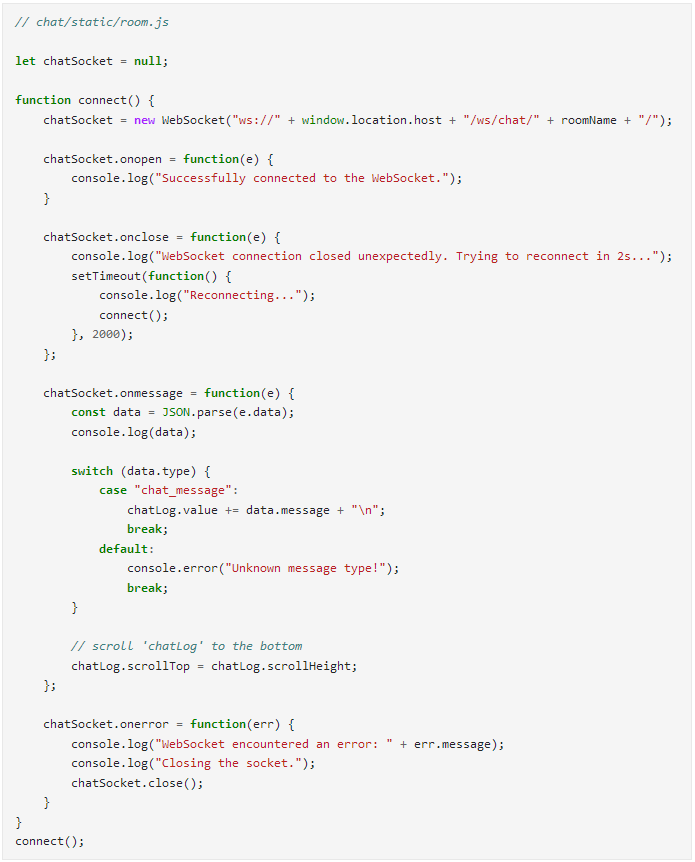 // chat/static/room.js

let chatSocket = null;

function connect() {
    chatSocket = new WebSocket("ws://" + window.location.host + "/ws/chat/" + roomName + "/");

    chatSocket.onopen = function(e) {
        console.log("Successfully connected to the WebSocket.");
    }

    chatSocket.onclose = function(e) {
        console.log("WebSocket connection closed unexpectedly. Trying to reconnect in 2s...");
        setTimeout(function() {
            console.log("Reconnecting...");
            connect();
        }, 2000);
    };

    chatSocket.onmessage = function(e) {
        const data = JSON.parse(e.data);
        console.log(data);

        switch (data.type) {
            case "chat_message":
                chatLog.value += data.message + "\n";
                break;
            default:
                console.error("Unknown message type!");
                break;
        }

        // scroll 'chatLog' to the bottom
        chatLog.scrollTop = chatLog.scrollHeight;
    };

    chatSocket.onerror = function(err) {
        console.log("WebSocket encountered an error: " + err.message);
        console.log("Closing the socket.");
        chatSocket.close();
    }
}
connect();